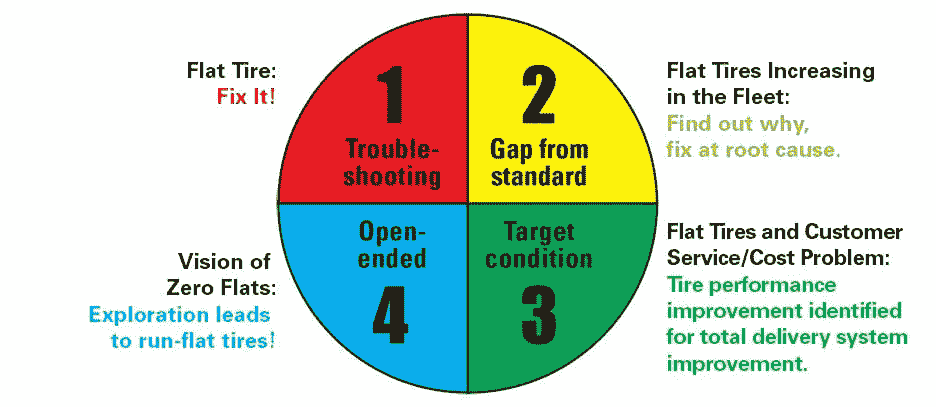 Flat Tire:
Fix It!
1
Trouble-
shooting
2
Gap from
standard
Flat Tires Increasing
in the Fleet:
Find out why,
fix at root cause.
Vision of
Zero Flats:
Exploration leads
to run-flat tires!
Open-
ended
4
Target
condition
3
Flat Tires and Customer
Service/Cost Problem:
Tire performance
improvement identified
for total delivery system
improvement.